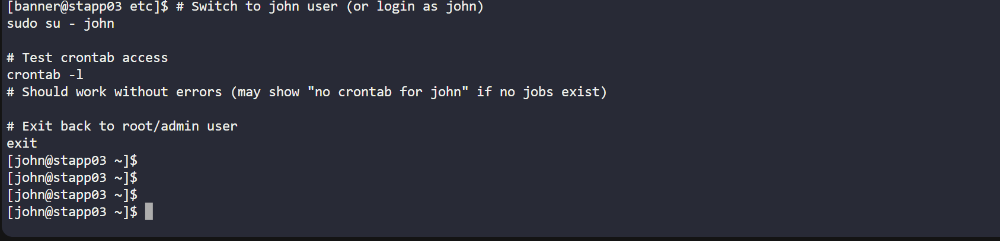 [banner@stapp03 etc]$ # Switch to john user (or login as john)
sudo su - john
# Test crontab access
crontab -l
# Should work without errors (may show "no crontab for john" if no jobs exist)
# Exit back to root/admin user
exit
[john@stapp03 ~]$
[john@stapp03 ~]$
[john@stapp03 ~]$
[john@stapp03 ~]$